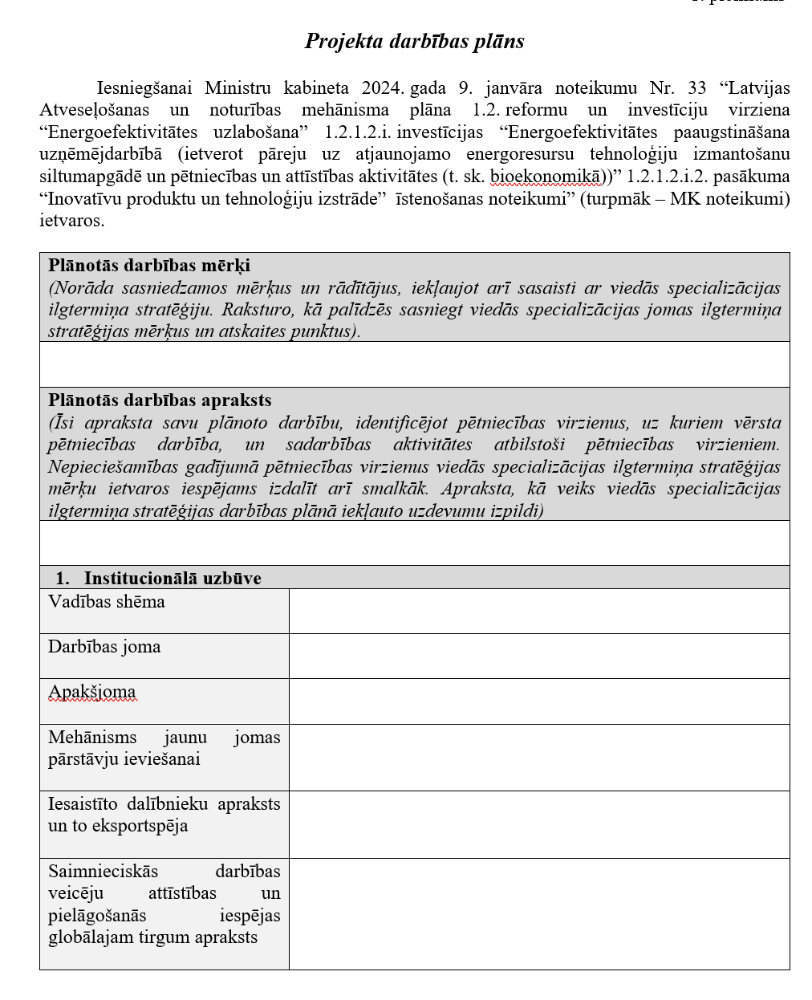 Projekta darbības plāns
Iesniegšanai Ministru kabineta 2024. gada 9. janvāra noteikumu Nr. 33 “Latvijas
Atveseļošanas un noturības mehānisma plāna 1.2. reformu un investīciju virziena
“Energoefektivitātes uzlabošana” 1.2.1.2.i. investīcijas “Energoefektivitātes paaugstināšana
uzņēmējdarbībā (ietverot pāreju uz atjaunojamo energoresursu tehnoloģiju izmantošanu
siltumapgādē un pētniecības un attīstības aktivitātes (t. sk. bioekonomikā))” 1.2.1.2.i.2. pasākuma
“Inovatīvu produktu un tehnoloģiju izstrāde” īstenošanas noteikumi” (turpmāk – MK noteikumi)
ietvaros.
Plānotās darbības mērķi
(Norāda sasniedzamos mērķus un rādītājus, iekļaujot arī sasaisti ar viedās specializācijas
ilgtermiņa stratēģiju. Raksturo, kā palīdzēs sasniegt viedās specializācijas jomas ilgtermiņa
stratēģijas mērķus un atskaites punktus).
Plānotās darbības apraksts
(Īsi apraksta savu plānoto darbību, identificējot pētniecības virzienus, uz kuriem vērsta
pētniecības darbība, un sadarbības aktivitātes atbilstoši pētniecības virzieniem.
Nepieciešamības gadījumā pētniecības virzienus viedās specializācijas ilgtermiņa stratēģijas
mērķu ietvaros iespējams izdalīt arī smalkāk. Apraksta, kā veiks viedās specializācijas
ilgtermiņa stratēģijas darbības plānā iekļauto uzdevumu izpildi)
1. Institucionālā uzbūve
Vadības shēma
Darbības joma
Apakšjoma
Mehānisms jaunu jomas
pārstāvju ieviešanai
Iesaistīto dalībnieku apraksts
un to eksportspēja
Saimnieciskās darbības
veicēju attīstības un
pielāgošanās iespējas
globālajam tirgum apraksts